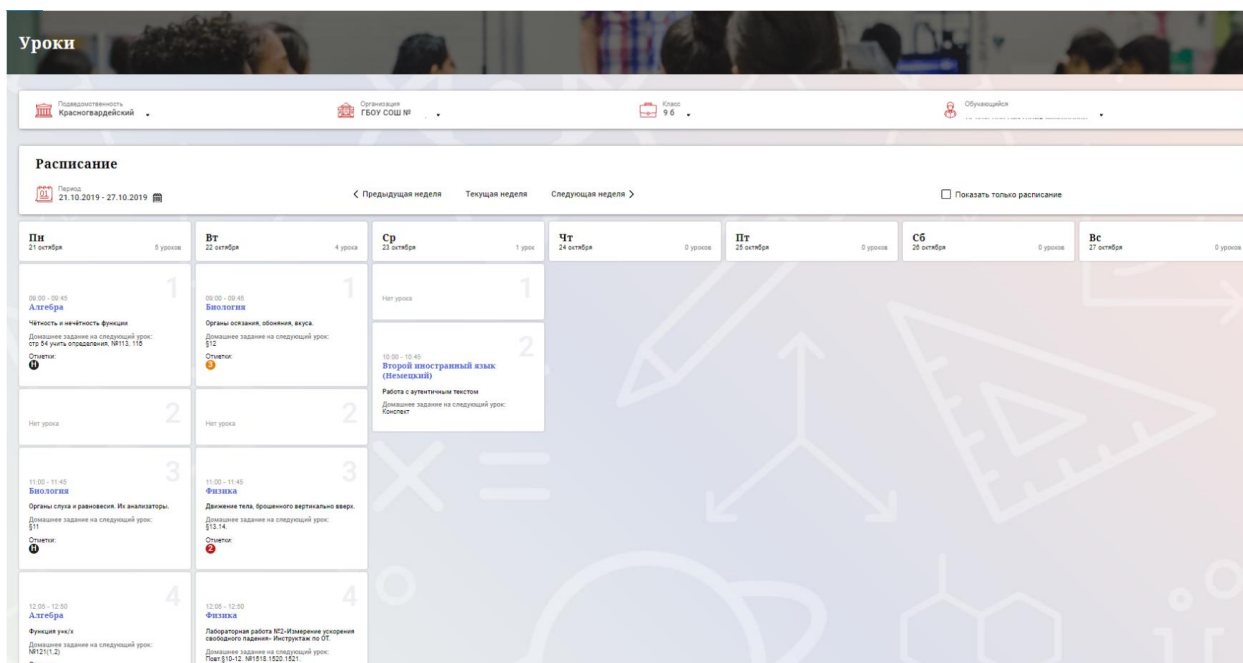 Уроки
Подведомственность
Красногвардейский
Организация
ГБОУ СОШ №
Класс
9 б
Обучающийся
Расписание
01
Период
21.10.2019 - 27.10.2019
Предыдущая неделя
Текущая неделя
Следующая неделя
Показать только расписание
Пн
21 октября
5 уроков
Вт
22 октября
4 урока
Ср
23 октября
1 урок
Чт
24 октября
0 уроков
Пт
25 октября
0 уроков
Сб
26 октября
0 уроков
Вс
27 октября
0 уроков
1
09:00 - 09:45
Алгебра
Чётность и нечётность функции
Домашнее задание на следующий урок:
стр 54 учить определения, №113, 116
Отметки:
Н
2
Нет урока
3
11:00 - 11:45
Биология
Органы слуха и равновесия. Их анализаторы.
Домашнее задание на следующий урок:
§11
Отметки:
Н
4
12:05 - 12:50
Алгебра
Функция у=к/х
Домашнее задание на следующий урок:
№121(1,2)
1
09:00 - 09:45
Биология
Органы осязания, обоняния, вкуса.
Домашнее задание на следующий урок:
§12
Отметки:
3
2
Нет урока
3
11:00 - 11:45
Физика
Движение тела, брошенного вертикально вверх.
Домашнее задание на следующий урок:
§13.14.
Отметки:
2
4
12:05 - 12:50
Физика
Лабораторная работа №2«Измерение ускорения
свободного падения» Инструктаж по ОТ.
Домашнее задание на следующий урок:
Повт.§10-12. №1518.1520.1521.
1
Нет урока
2
10:00 - 10:45
Второй иностранный язык
(Немецкий)
Работа с аутентичным текстом
Домашнее задание на следующий урок:
Конспект